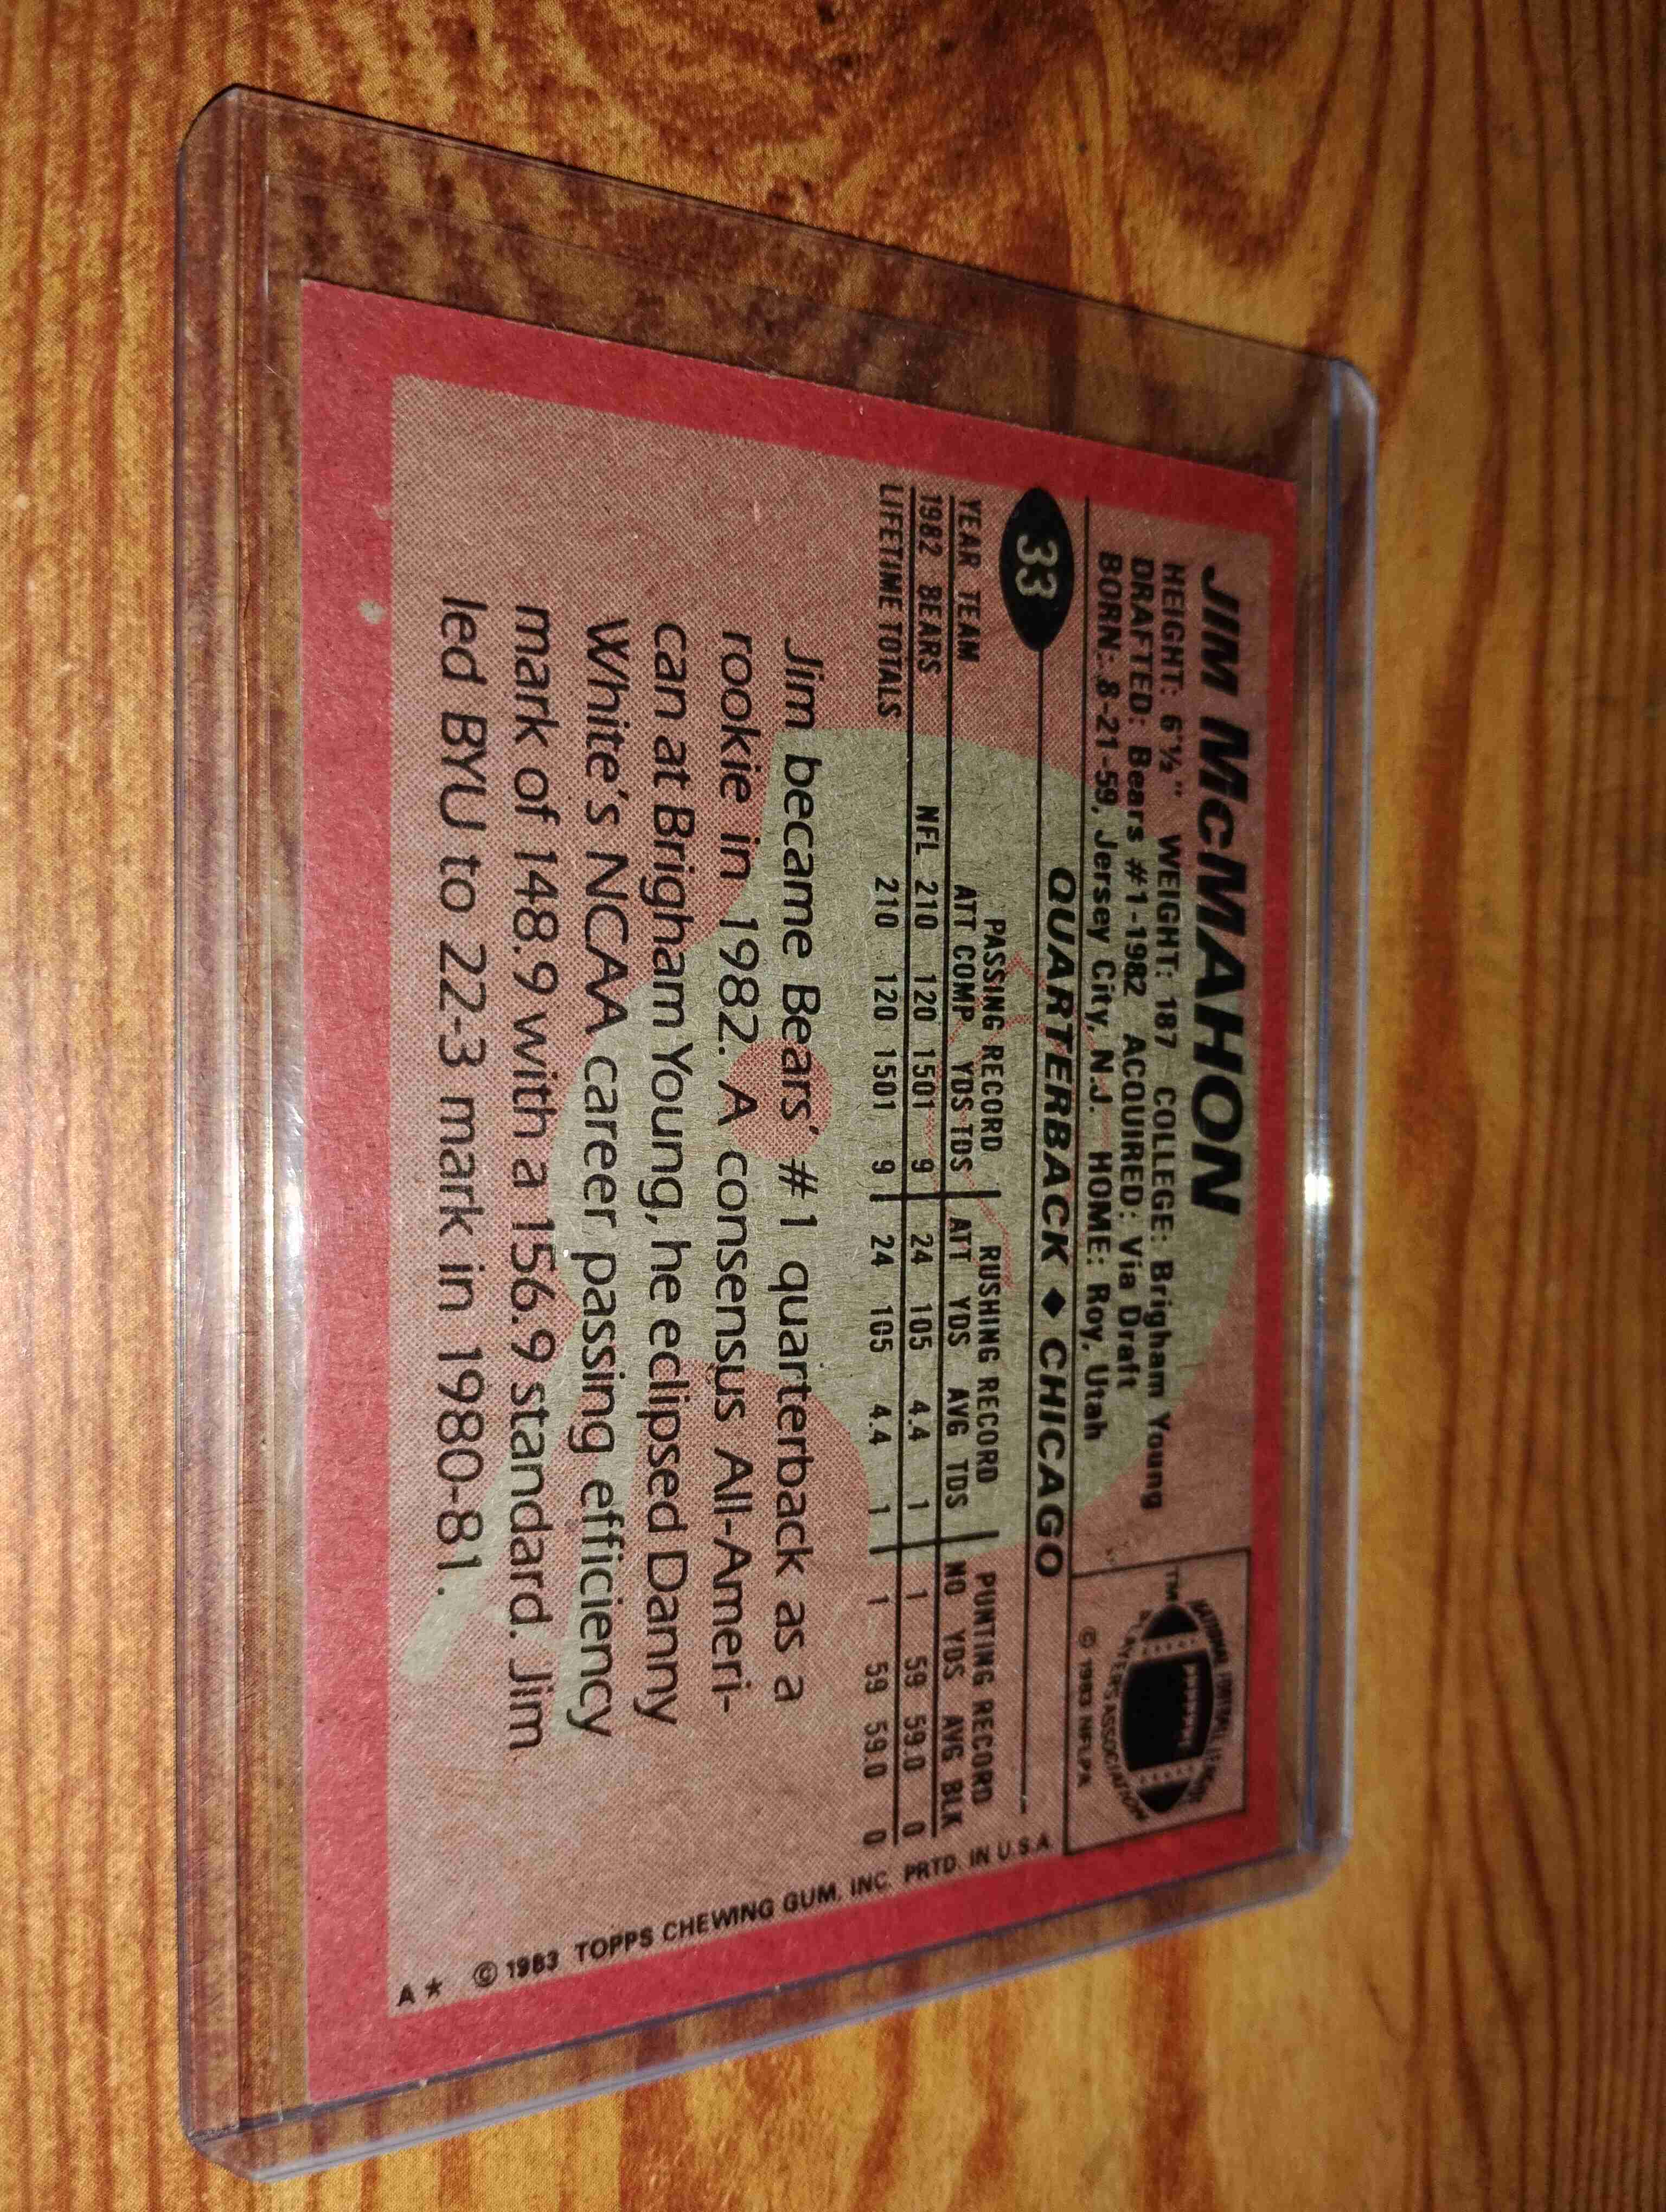 JIM McMAHON
HEIGHT: 6'½" WEIGHT: 187 COLLEGE: Brigham Young
DRAFTED: Bears #1-1982 ACQUIRED: Via Draft
BORN: 8-21-59, Jersey City, N.J. HOME: Roy, Utah
TM
NATIONAL FOOTBALL LEAGUE
PLAYERS ASSOCIATION
© 1983 NFLPA
33
QUARTERBACK ◆ CHICAGO
PASSING RECORD RUSHING RECORD PUNTING RECORD
YEAR TEAM ATT COMP YDS TDS ATT YDS AVG TDS NO YDS AVG BLK
1982 BEARS NFL 210 120 1501 9 24 105 4.4 1 1 59 59.0 0
LIFETIME TOTALS 210 120 1501 9 24 105 4.4 1 1 59 59.0 0
Jim became Bears' #1 quarterback as a
rookie in 1982. A consensus All-Ameri-
can at Brigham Young, he eclipsed Danny
White's NCAA career passing efficiency
mark of 148.9 with a 156.9 standard. Jim
led BYU to 22-3 mark in 1980-81.
A★ © 1983 TOPPS CHEWING GUM, INC. PRTD. IN U.S.A.